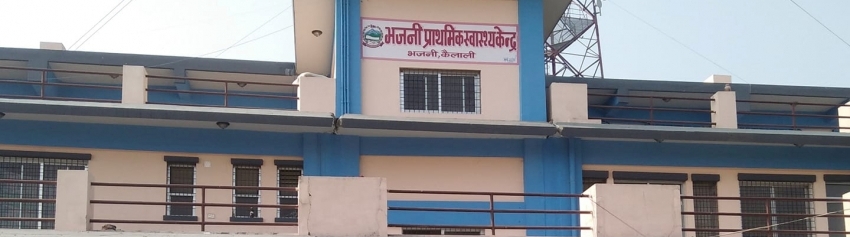 भजनी प्राथमिक स्वास्थ्य केन्द्र
भजनी, कैलाली